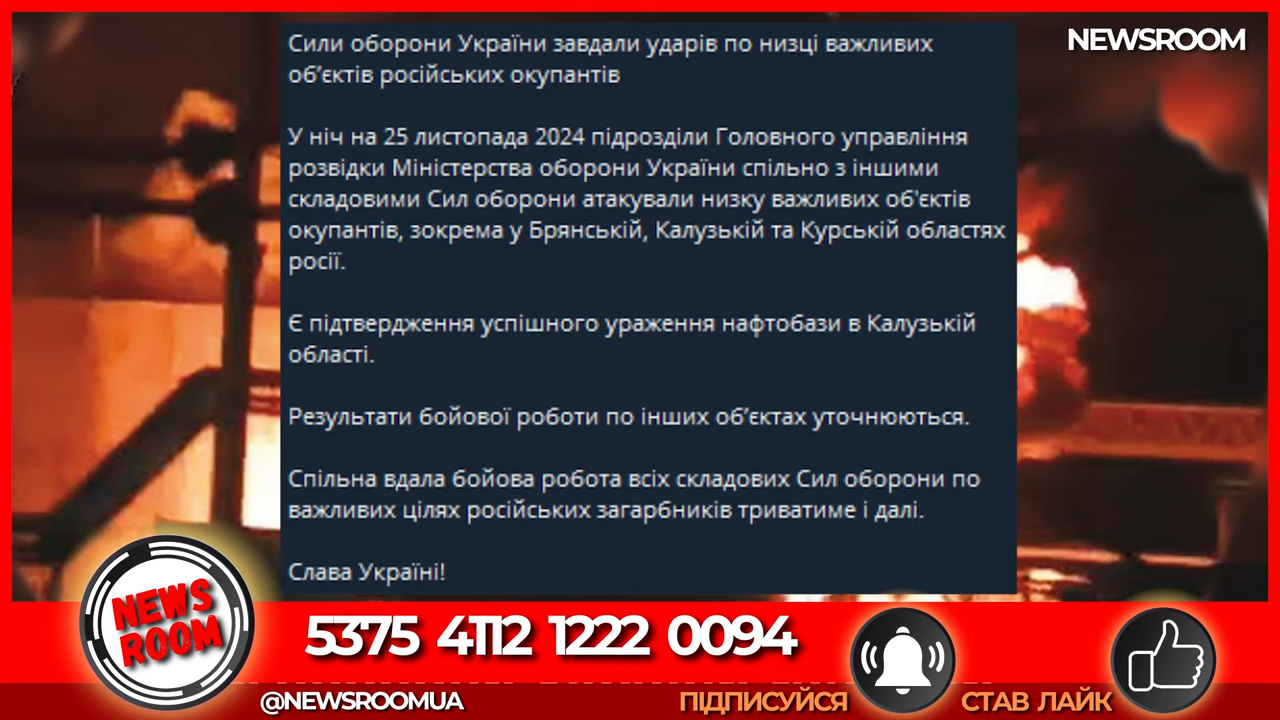 NEWSROOM
Сили оборони України завдали ударів по низці важливих
об’єктів російських окупантів
У ніч на 25 листопада 2024 підрозділи Головного управління
розвідки Міністерства оборони України спільно з іншими
складовими Сил оборони атакували низку важливих об'єктів
окупантів, зокрема у Брянській, Калузькій та Курській областях
росії.
Є підтвердження успішного ураження нафтобази в Калузькій
області.
Результати бойової роботи по інших об’єктах уточнюються.
Спільна вдала бойова робота всіх складових Сил оборони по
важливих цілях російських загарбників триватиме і далі.
Слава Україні!
NEWS
ROOM
5375 4112 1222 0094
@NEWSROOMUA
ПІДПИСУЙСЯ
СТАВ ЛАЙК